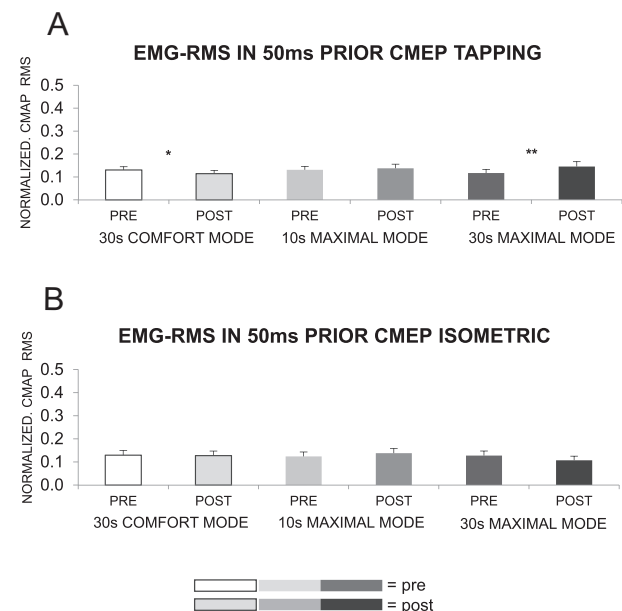 A
EMG-RMS IN 50ms PRIOR CMEP TAPPING
NORMALIZED. CMAP RMS
0.5
0.4
0.3
0.2
0.1
0.0
* **
PRE POST PRE POST PRE POST
30s COMFORT MODE 10s MAXIMAL MODE 30s MAXIMAL MODE
B
EMG-RMS IN 50ms PRIOR CMEP ISOMETRIC
NORMALIZED. CMAP RMS
0.5
0.4
0.3
0.2
0.1
0.0
PRE POST PRE POST PRE POST
30s COMFORT MODE 10s MAXIMAL MODE 30s MAXIMAL MODE
= pre
= post